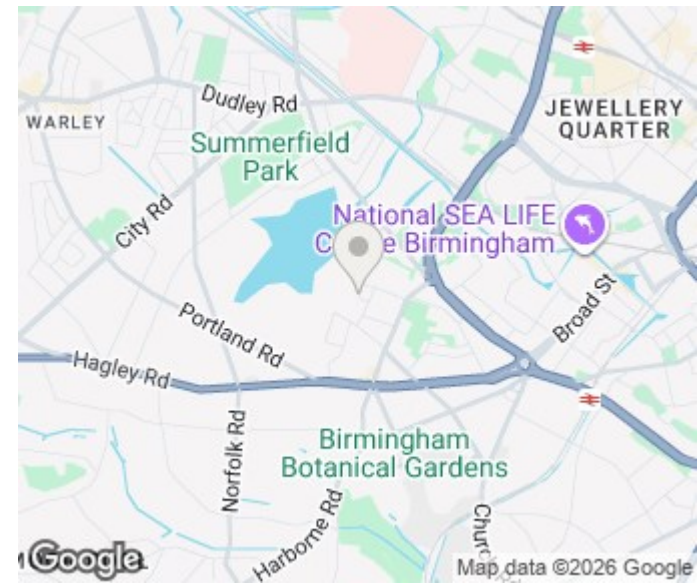 Dudley Rd
JEWELLERY
QUARTER
WARLEY
Summerfield
Park
City Rd
National SEA LIFE
Birmingham
Broad St
Portland Rd
Hagley Rd
Norfolk Rd
Birmingham
Botanical Gardens
Harborne Rd
Google
Map data ©2026 Google